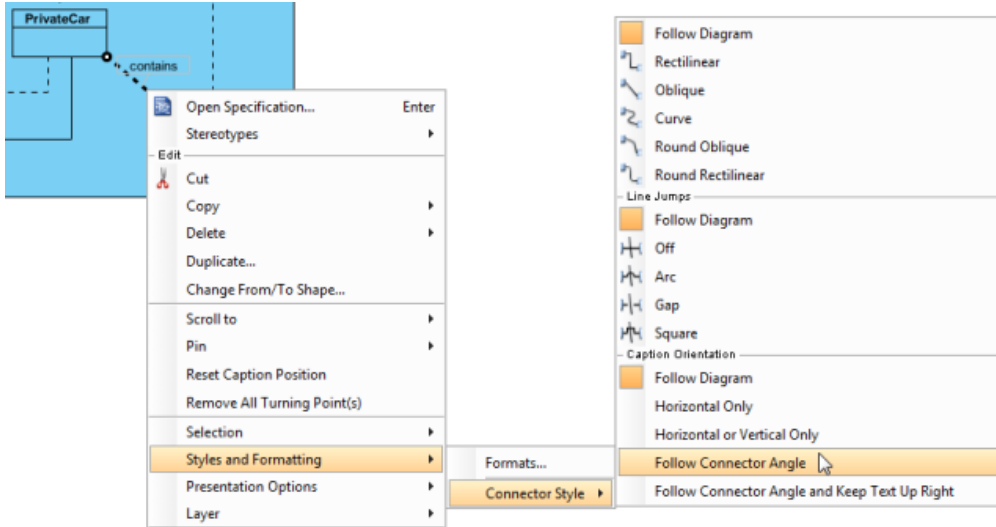 PrivateCar
contains
Open Specification... Enter
Stereotypes
Edit
Cut
Copy
Delete
Duplicate...
Change From/To Shape...
Scroll to
Pin
Reset Caption Position
Remove All Turning Point(s)
Selection
Styles and Formatting
Presentation Options
Layer
Formats...
Connector Style
Follow Diagram
Rectilinear
Oblique
Curve
Round Oblique
Round Rectilinear
Line Jumps
Follow Diagram
Off
Arc
Gap
Square
Caption Orientation
Follow Diagram
Horizontal Only
Horizontal or Vertical Only
Follow Connector Angle
Follow Connector Angle and Keep Text Up Right